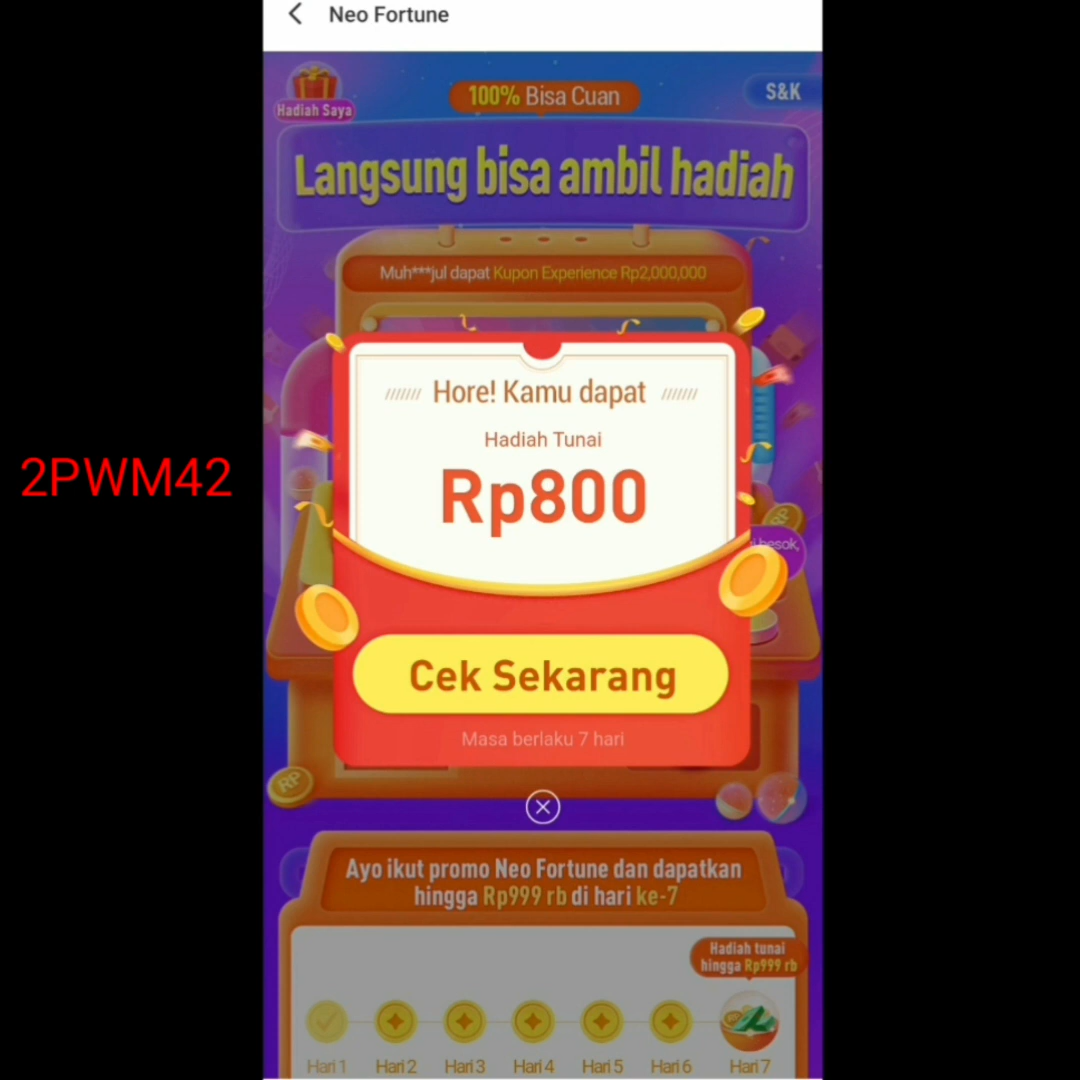 Neo Fortune
Hadiah Saya
100% Bisa Cuan
S&K
Langsung bisa ambil hadiah
Muh***jul dapat Kupon Experience Rp2,000,000
Hore! Kamu dapat
Hadiah Tunai
Rp800
2PWM42
RP
besok,
Cek Sekarang
Masa berlaku 7 hari
RP
Ayo ikut promo Neo Fortune dan dapatkan
hingga Rp999 rb di hari ke-7
Hadiah tunai
hingga Rp999 rb
Hari 1 Hari 2 Hari 3 Hari 4 Hari 5 Hari 6 Hari 7